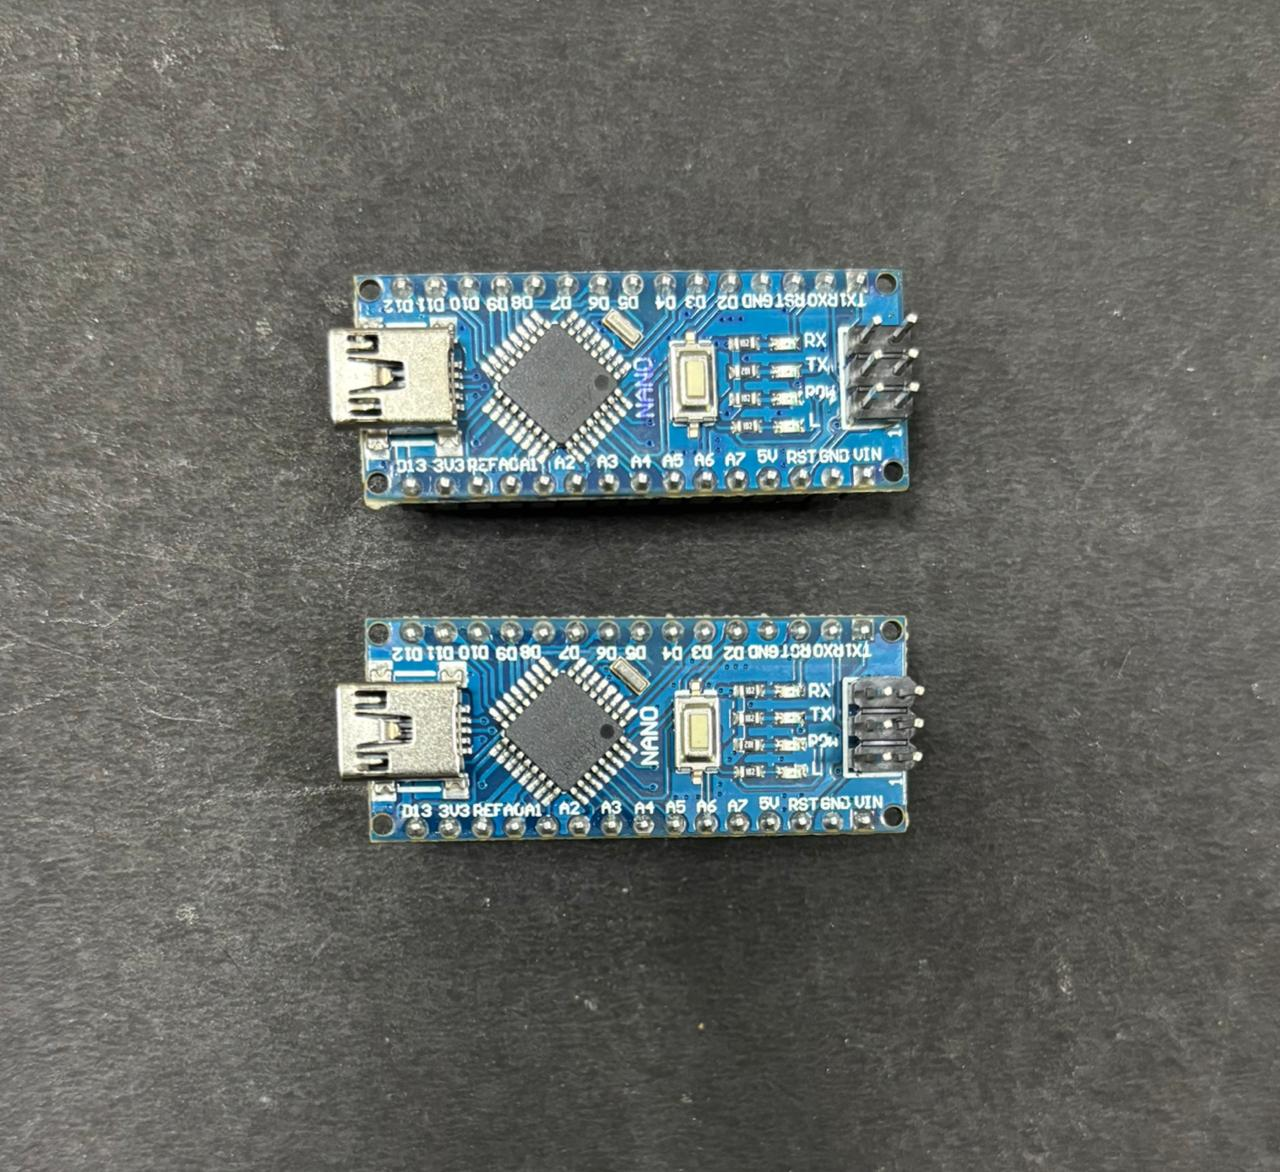 D12 D11 D10 D9 D8 D7 D6 D5 D4 D3 D2 GND RST RX0 TX1
RX
TX
POW
L
NANO
1
D13 3V3 REF A0 A1 A2 A3 A4 A5 A6 A7 5V RST GND VIN
D12 D11 D10 D9 D8 D7 D6 D5 D4 D3 D2 GND RST RX0 TX1
RX
TX
POW
L
NANO
1
D13 3V3 REF A0 A1 A2 A3 A4 A5 A6 A7 5V RST GND VIN